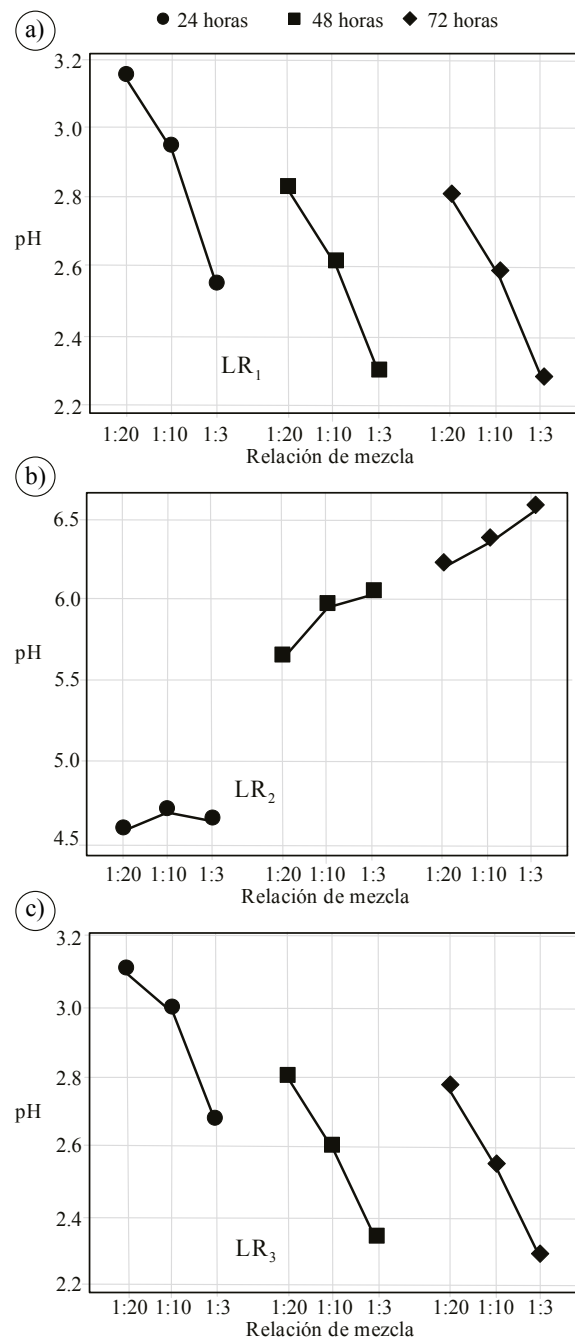 ● 24 horas ■ 48 horas ◆ 72 horas
a)
3.2
3.0
2.8
2.6
2.4
2.2
pH
LR₁
1:20 1:10 1:3 1:20 1:10 1:3 1:20 1:10 1:3
Relación de mezcla
b)
6.5
6.0
5.5
5.0
4.5
pH
LR₂
1:20 1:10 1:3 1:20 1:10 1:3 1:20 1:10 1:3
Relación de mezcla
c)
3.2
3.0
2.8
2.6
2.4
2.2
pH
LR₃
1:20 1:10 1:3 1:20 1:10 1:3 1:20 1:10 1:3
Relación de mezcla